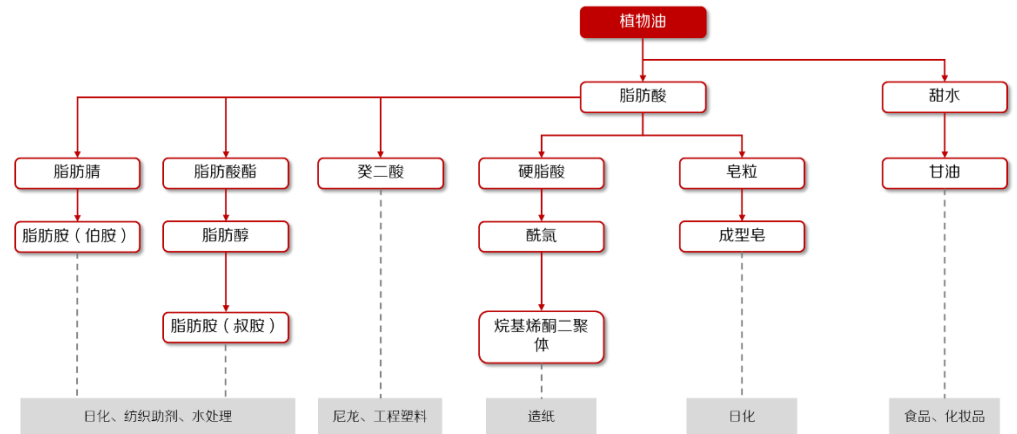 植物油
脂肪酸
甜水
脂肪腈
脂肪酸酯
癸二酸
硬脂酸
皂粒
甘油
脂肪胺（伯胺）
脂肪醇
酰氯
成型皂
脂肪胺（叔胺）
烷基烯酮二聚
体
日化、纺织助剂、水处理
尼龙、工程塑料
造纸
日化
食品、化妆品